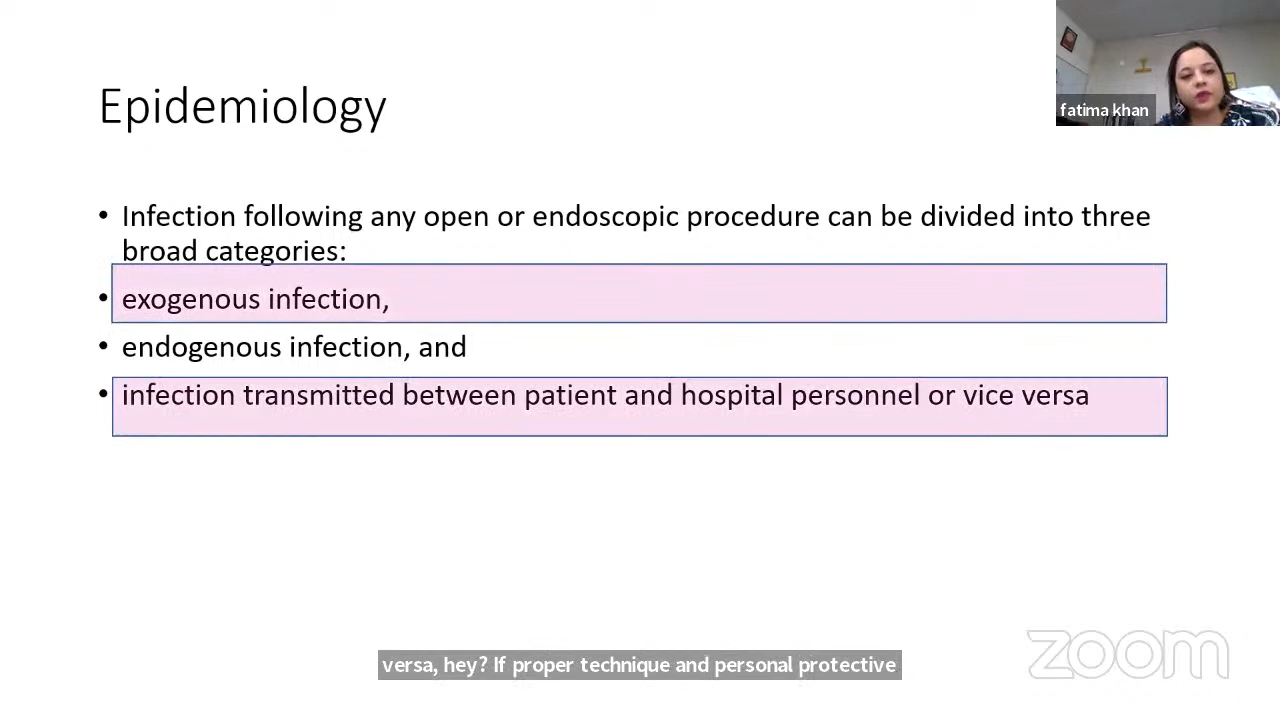 Epidemiology
fatima khan
• Infection following any open or endoscopic procedure can be divided into three
broad categories:
• exogenous infection,
• endogenous infection, and
• infection transmitted between patient and hospital personnel or vice versa
versa, hey? If proper technique and personal protective
zoom